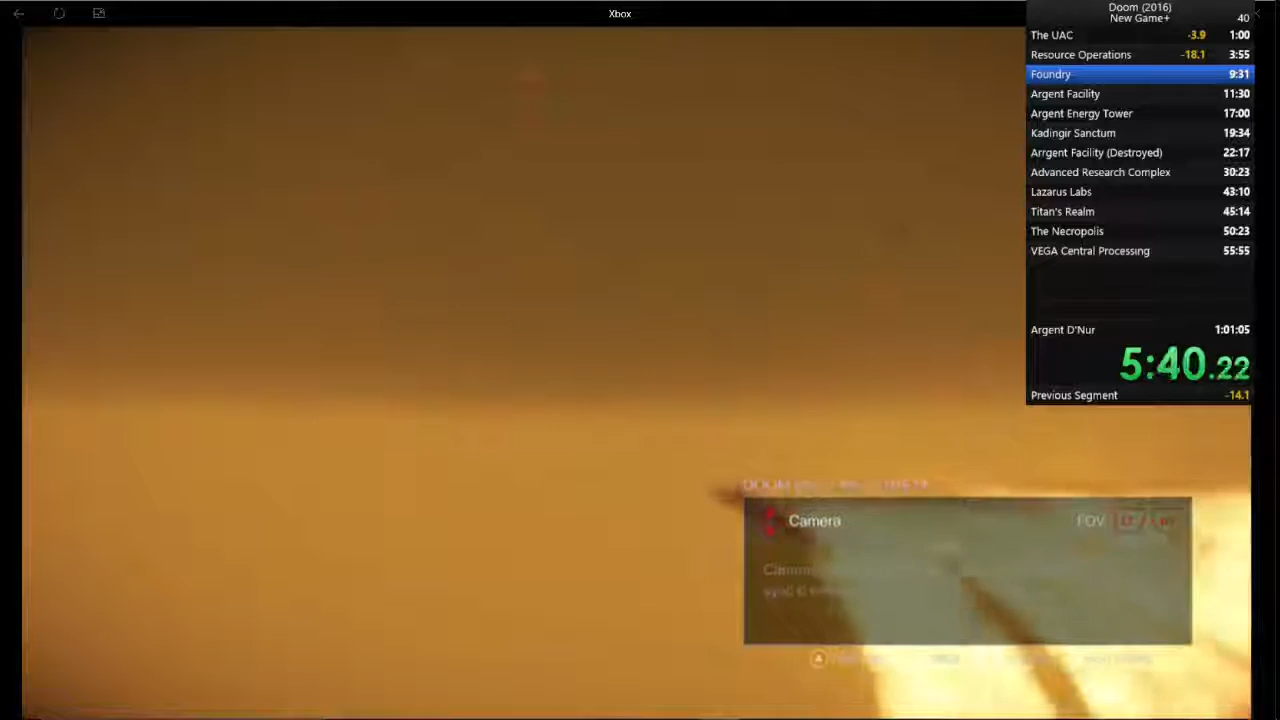 Xbox
Doom (2016)
New Game+ 40
The UAC -3.9 1:00
Resource Operations -18.1 3:55
Foundry 9:31
Argent Facility 11:30
Argent Energy Tower 17:00
Kadingir Sanctum 19:34
Arrgent Facility (Destroyed) 22:17
Advanced Research Complex 30:23
Lazarus Labs 43:10
Titan's Realm 45:14
The Necropolis 50:23
VEGA Central Processing 55:55
Argent D'Nur 1:01:05
5:40.22
Previous Segment -14.1
Camera FOV
A